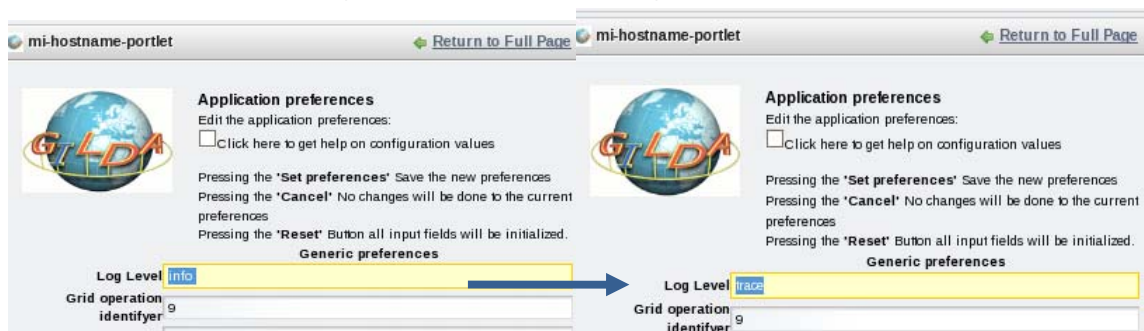 mi-hostname-portlet
Return to Full Page
GILDA
Application preferences
Edit the application preferences:
Click here to get help on configuration values
Pressing the 'Set preferences' Save the new preferences
Pressing the 'Cancel' No changes will be done to the current
preferences
Pressing the 'Reset' Button all input fields will be initialized.
Generic preferences
Log Level info
Grid operation
identifyer 9
mi-hostname-portlet
Return to Full Page
GILDA
Application preferences
Edit the application preferences:
Click here to get help on configuration values
Pressing the 'Set preferences' Save the new preferences
Pressing the 'Cancel' No changes will be done to the current
preferences
Pressing the 'Reset' Button all input fields will be initialized.
Generic preferences
Log Level trace
Grid operation
identifyer 9